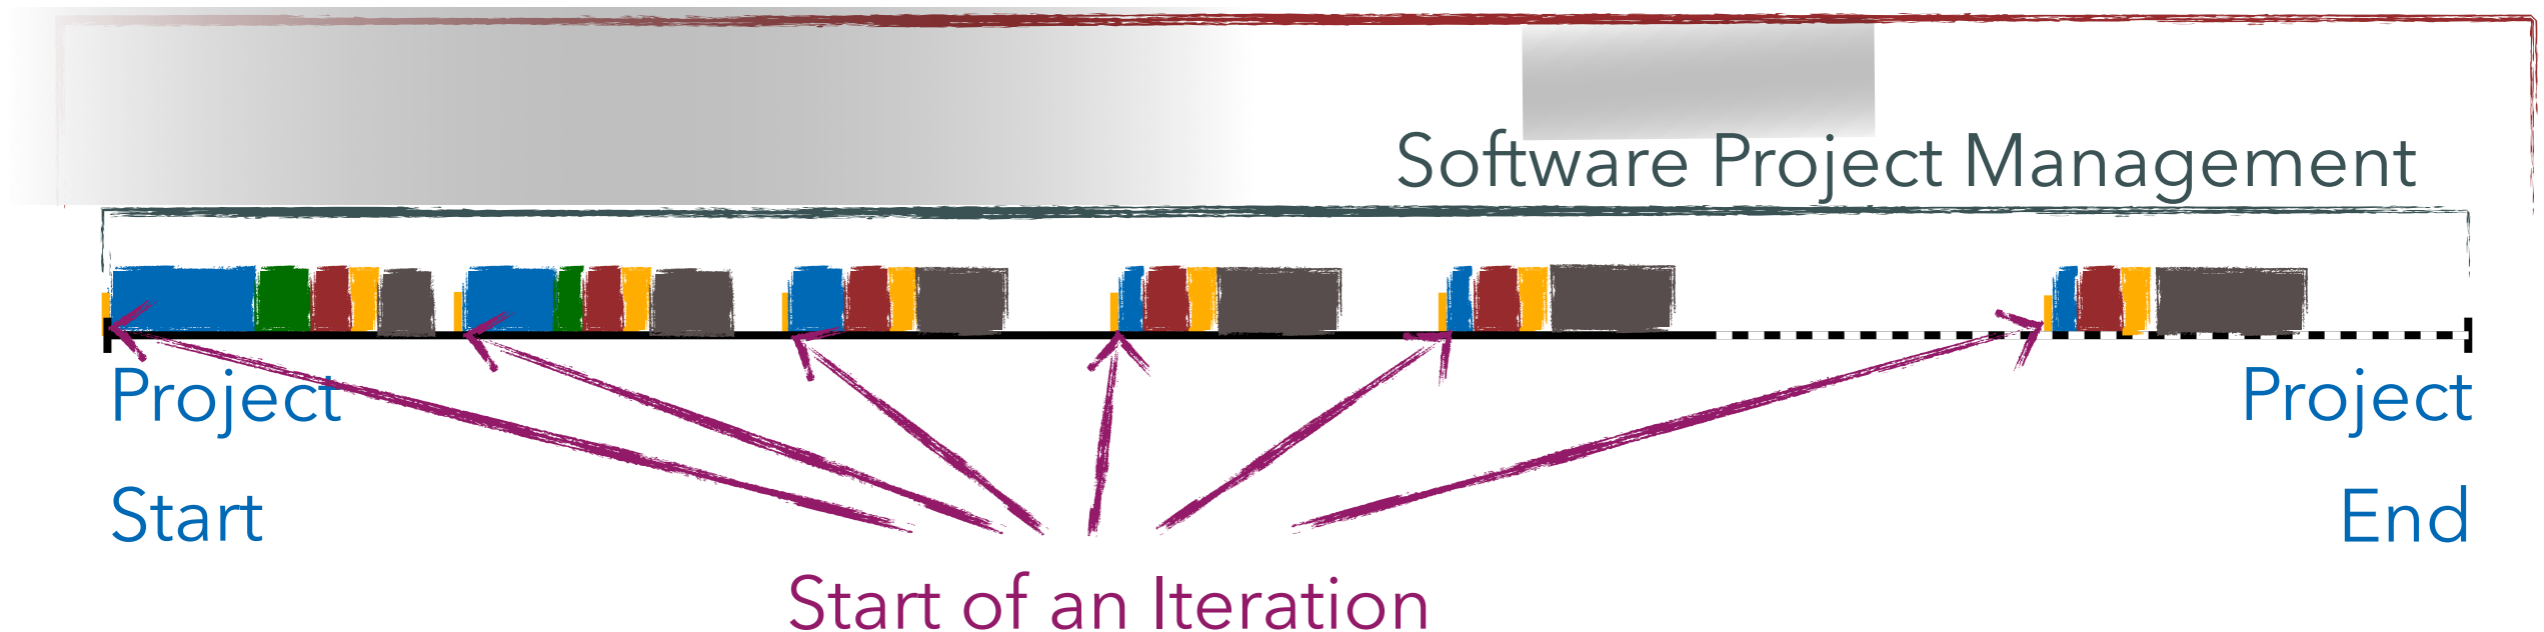 Software Project Management
Project
Start
Project
End
Start of an Iteration